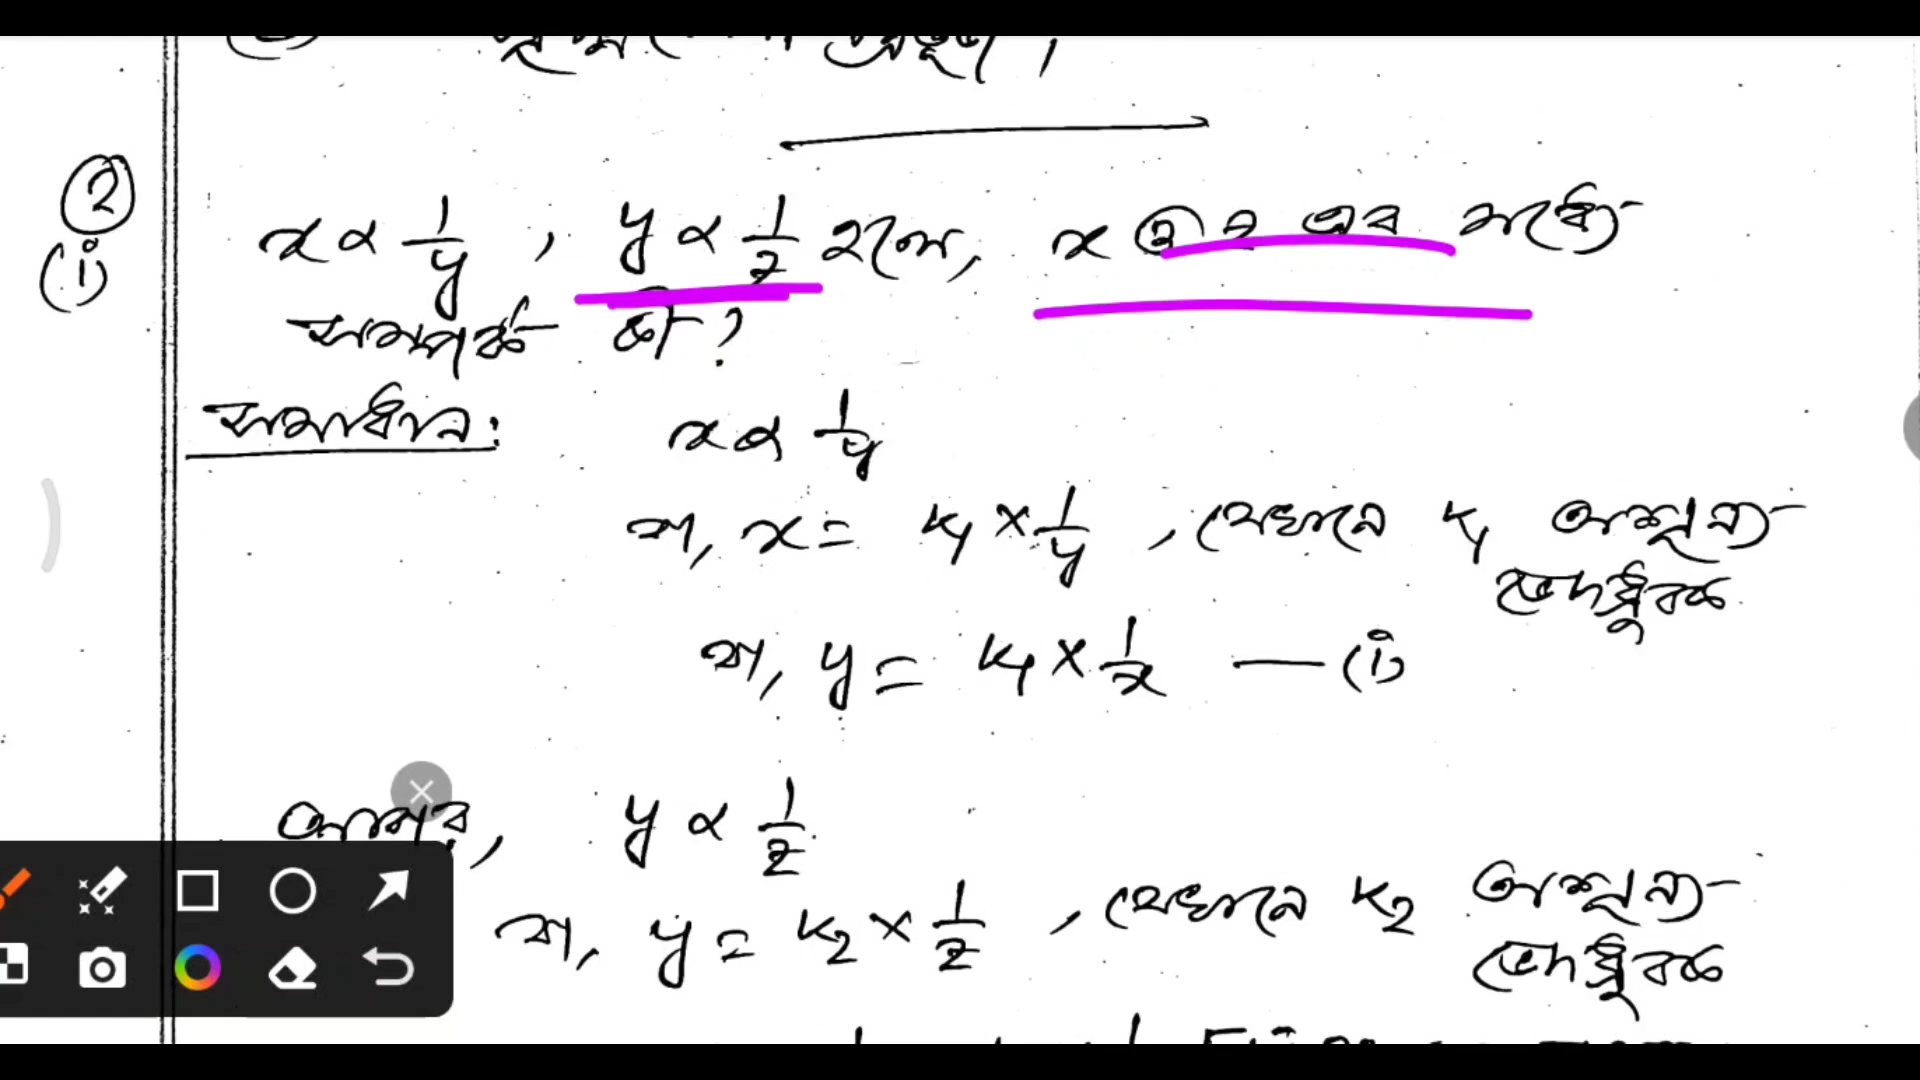 ②
(i) x ∝ 1/y , y ∝ 1/z হলে, x ও z এর মধ্যে
সম্পর্ক কী?
সমাধান: x ∝ 1/y
বা, x = k₁ × 1/y , যেখানে k₁ অশূন্য
ভেদধ্রুবক
বা, y = k₁ × 1/x — (i)
আবার, y ∝ 1/z
বা, y = k₂ × 1/z , যেখানে k₂ অশূন্য
ভেদধ্রুবক